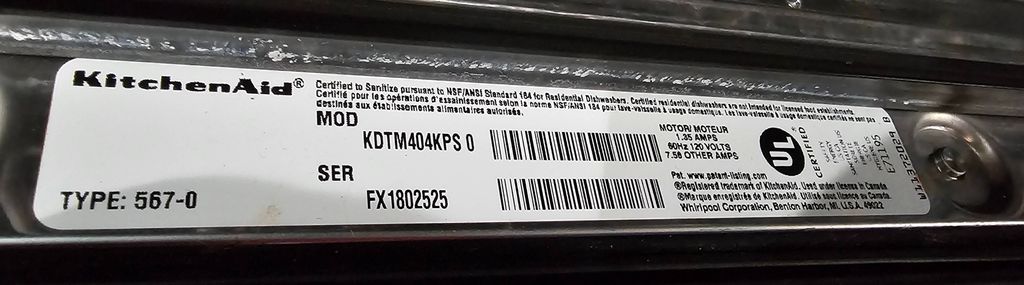 KitchenAid®
Certified to Sanitize pursuant to NSF/ANSI Standard 184 for Residential Dishwashers. Certified residential dishwashers are not intended for licensed food establishments.
Certifié pour les opérations d'assainissement selon la norme NSF/ANSI 184 pour lave-vaisselle à usage domestique. Les lave-vaisselle à usage domestique certifiés ne sont pas
destinés aux établissements alimentaires autorisés.
MOD
KDTM404KPS 0
SER
FX1802525
TYPE: 567-0
MOTOR/ MOTEUR
1.35 AMPS
60Hz 120 VOLTS
7.58 OTHER AMPS
CERTIFIED
E71195
W11372029 B
Pat. www.patent-listing.com
®Registered trademark of KitchenAid. Used under license in Canada.
®Marque enregistrée de KitchenAid. Utilisé sous licence au Canada.
Whirlpool Corporation, Benton Harbor, MI, U.S.A. 49022